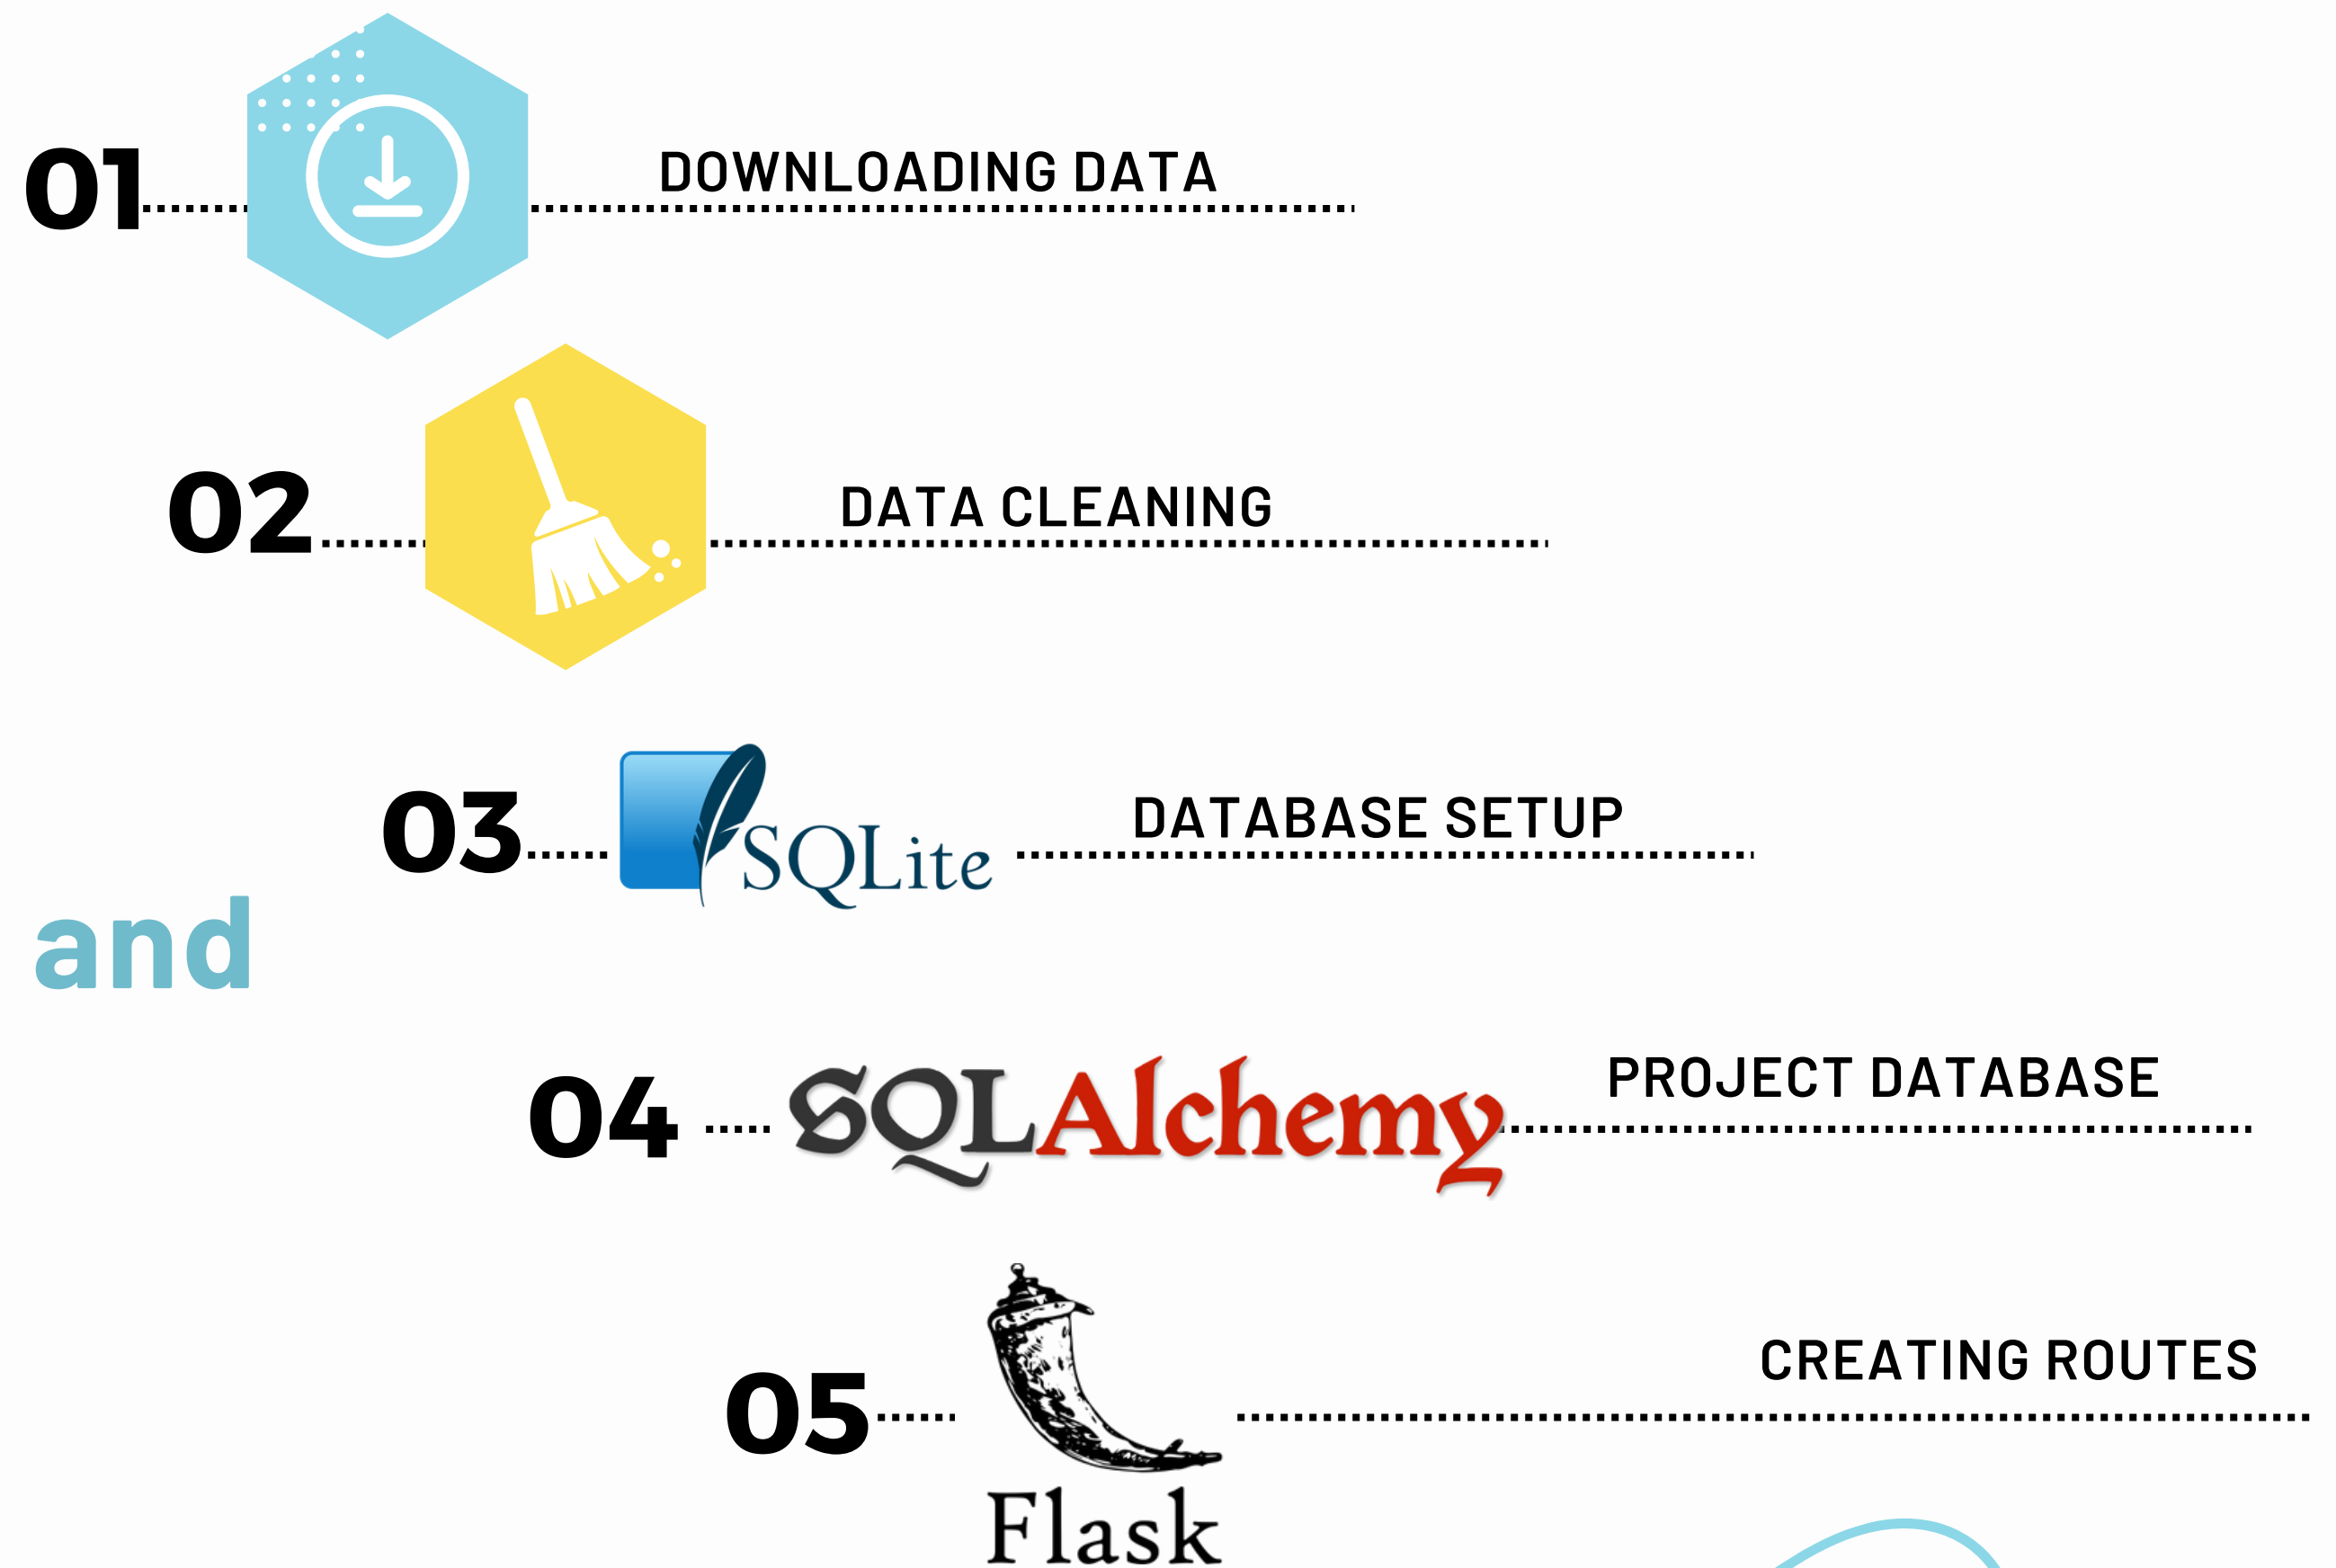 01
DOWNLOADING DATA
02
DATA CLEANING
03
SQLite
DATABASE SETUP
and
04
SQLAlchemy
PROJECT DATABASE
05
Flask
CREATING ROUTES